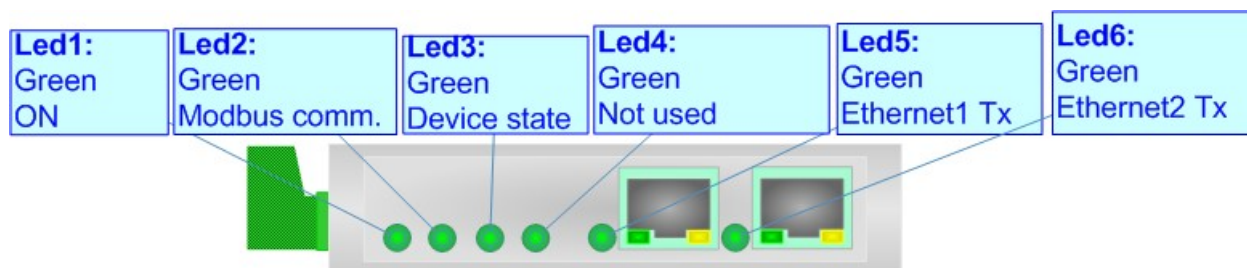 Led1:
Green
ON
Led2:
Green
Modbus comm.
Led3:
Green
Device state
Led4:
Green
Not used
Led5:
Green
Ethernet1 Tx
Led6:
Green
Ethernet2 Tx